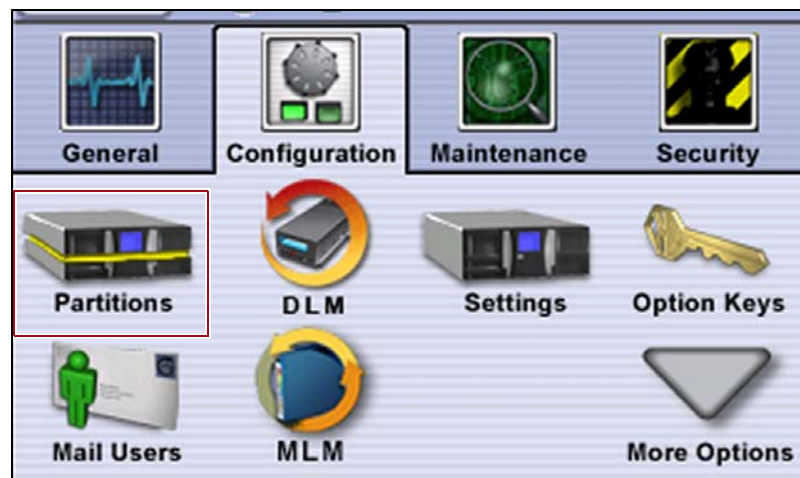 General
Configuration
Maintenance
Security
Partitions
DLM
Settings
Option Keys
Mail Users
MLM
More Options